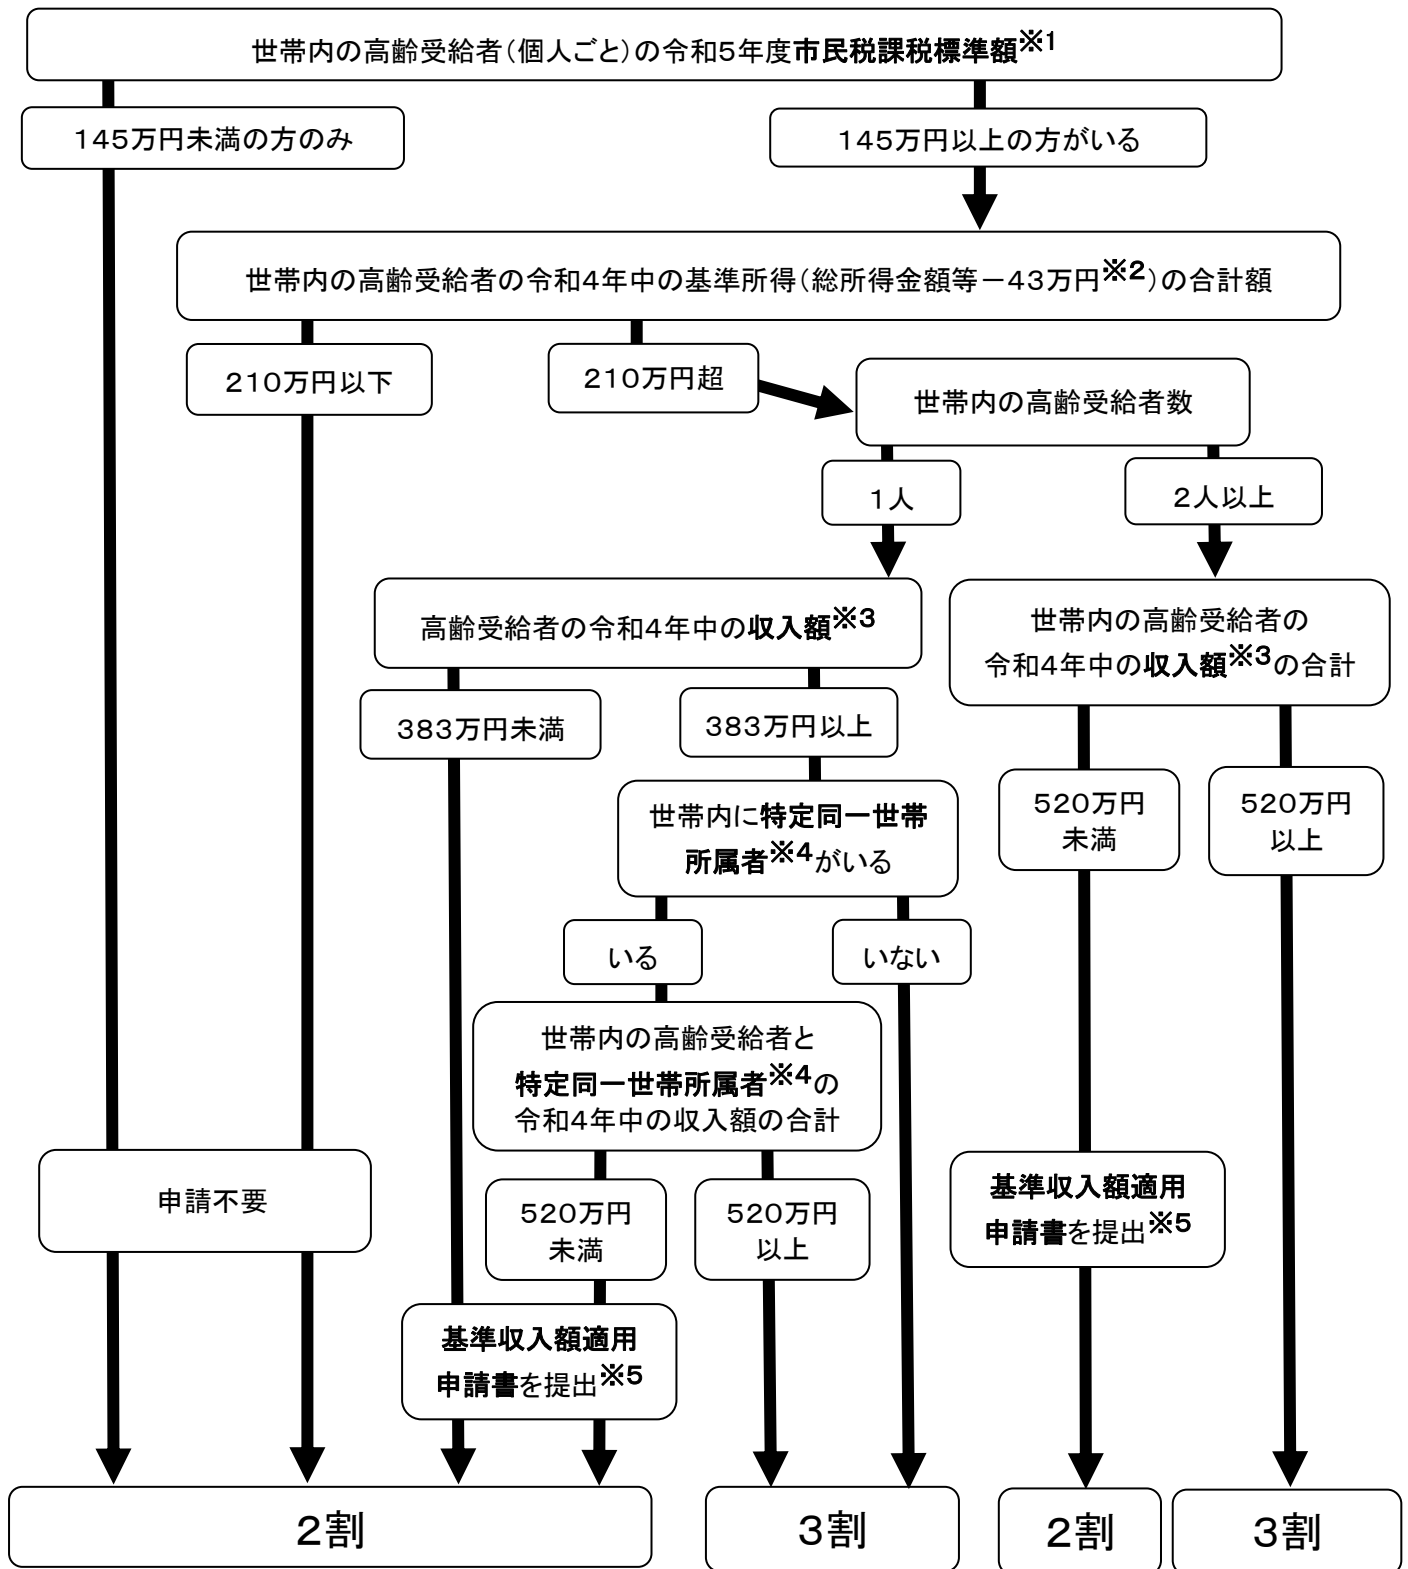 世帯内の高齢受給者(個人ごと)の令和5年度市民税課税標準額※1
145万円未満の方のみ
145万円以上の方がいる
世帯内の高齢受給者の令和4年中の基準所得(総所得金額等－43万円※2)の合計額
210万円以下
210万円超
世帯内の高齢受給者数
1人
2人以上
高齢受給者の令和4年中の収入額※3
世帯内の高齢受給者の
令和4年中の収入額※3の合計
383万円未満
383万円以上
世帯内に特定同一世帯
所属者※4がいる
520万円
未満
520万円
以上
いる
いない
世帯内の高齢受給者と
特定同一世帯所属者※4の
令和4年中の収入額の合計
申請不要
520万円
未満
520万円
以上
基準収入額適用
申請書を提出※5
基準収入額適用
申請書を提出※5
2割
3割
2割
3割